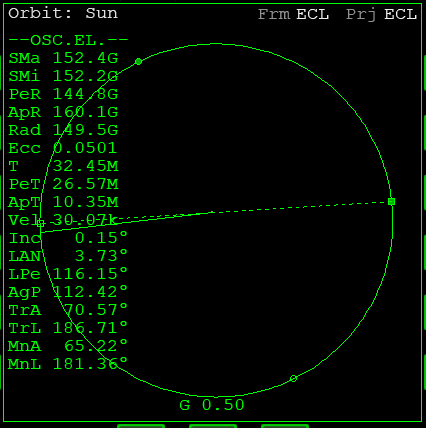 Orbit: Sun Frm ECL Prj ECL
--OSC.EL.--
SMa 152.4G
SMi 152.2G
PeR 144.8G
ApR 160.1G
Rad 149.5G
Ecc 0.0501
T 32.45M
PeT 26.57M
ApT 10.35M
Vel 30.07k
Inc 0.15°
LAN 3.73°
LPe 116.15°
AgP 112.42°
TrA 70.57°
TrL 186.71°
MnA 65.22°
MnL 181.36°
G 0.50